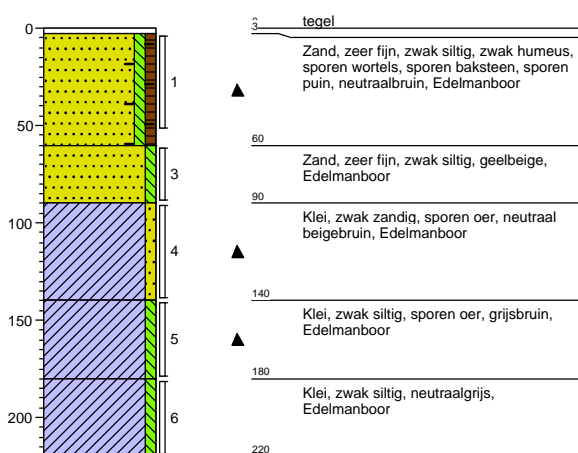 0
50
100
150
200
1
3
4
5
6
3
tegel
Zand, zeer fijn, zwak siltig, zwak humeus,
sporen wortels, sporen baksteen, sporen
puin, neutraalbruin, Edelmanboor
60
Zand, zeer fijn, zwak siltig, geelbeige,
Edelmanboor
90
Klei, zwak zandig, sporen oer, neutraal
beigebruin, Edelmanboor
140
Klei, zwak siltig, sporen oer, grijsbruin,
Edelmanboor
180
Klei, zwak siltig, neutraalgrijs,
Edelmanboor
220